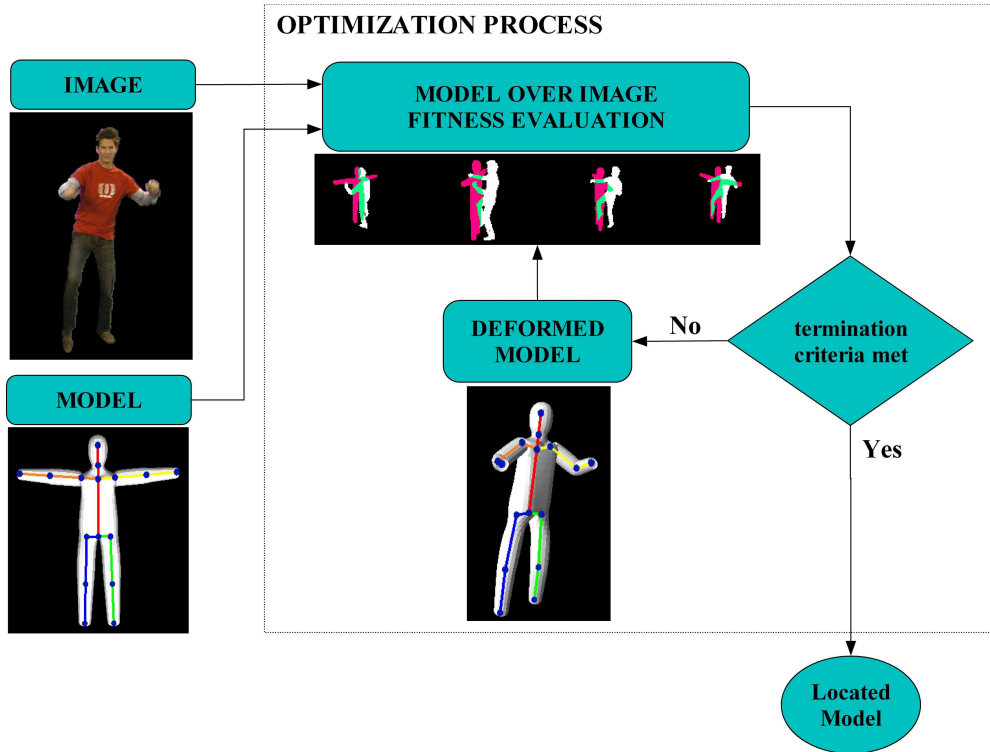 OPTIMIZATION PROCESS
IMAGE
MODEL OVER IMAGE
FITNESS EVALUATION
DEFORMED
MODEL
No
termination
criteria met
MODEL
Yes
Located
Model